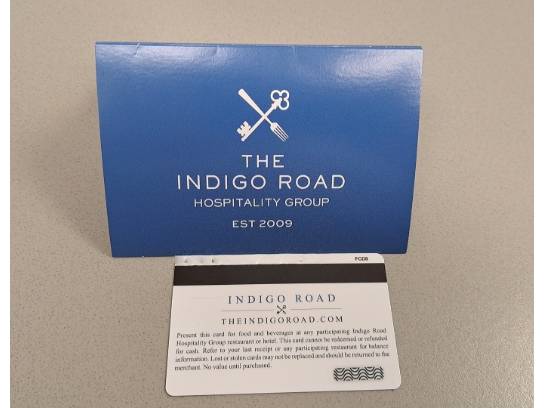 THE
INDIGO ROAD
HOSPITALITY GROUP
EST 2009
INDIGO ROAD
THEINDIGOROAD.COM
Present this card for food and beverages at any participating Indigo Road
Hospitality Group restaurant or hotel. This card cannot be redeemed or refunded
for cash. Refer to your last receipt or any participating restaurant for balance
information. Lost or stolen cards may not be replaced and should be returned to the
merchant. No value until purchased.